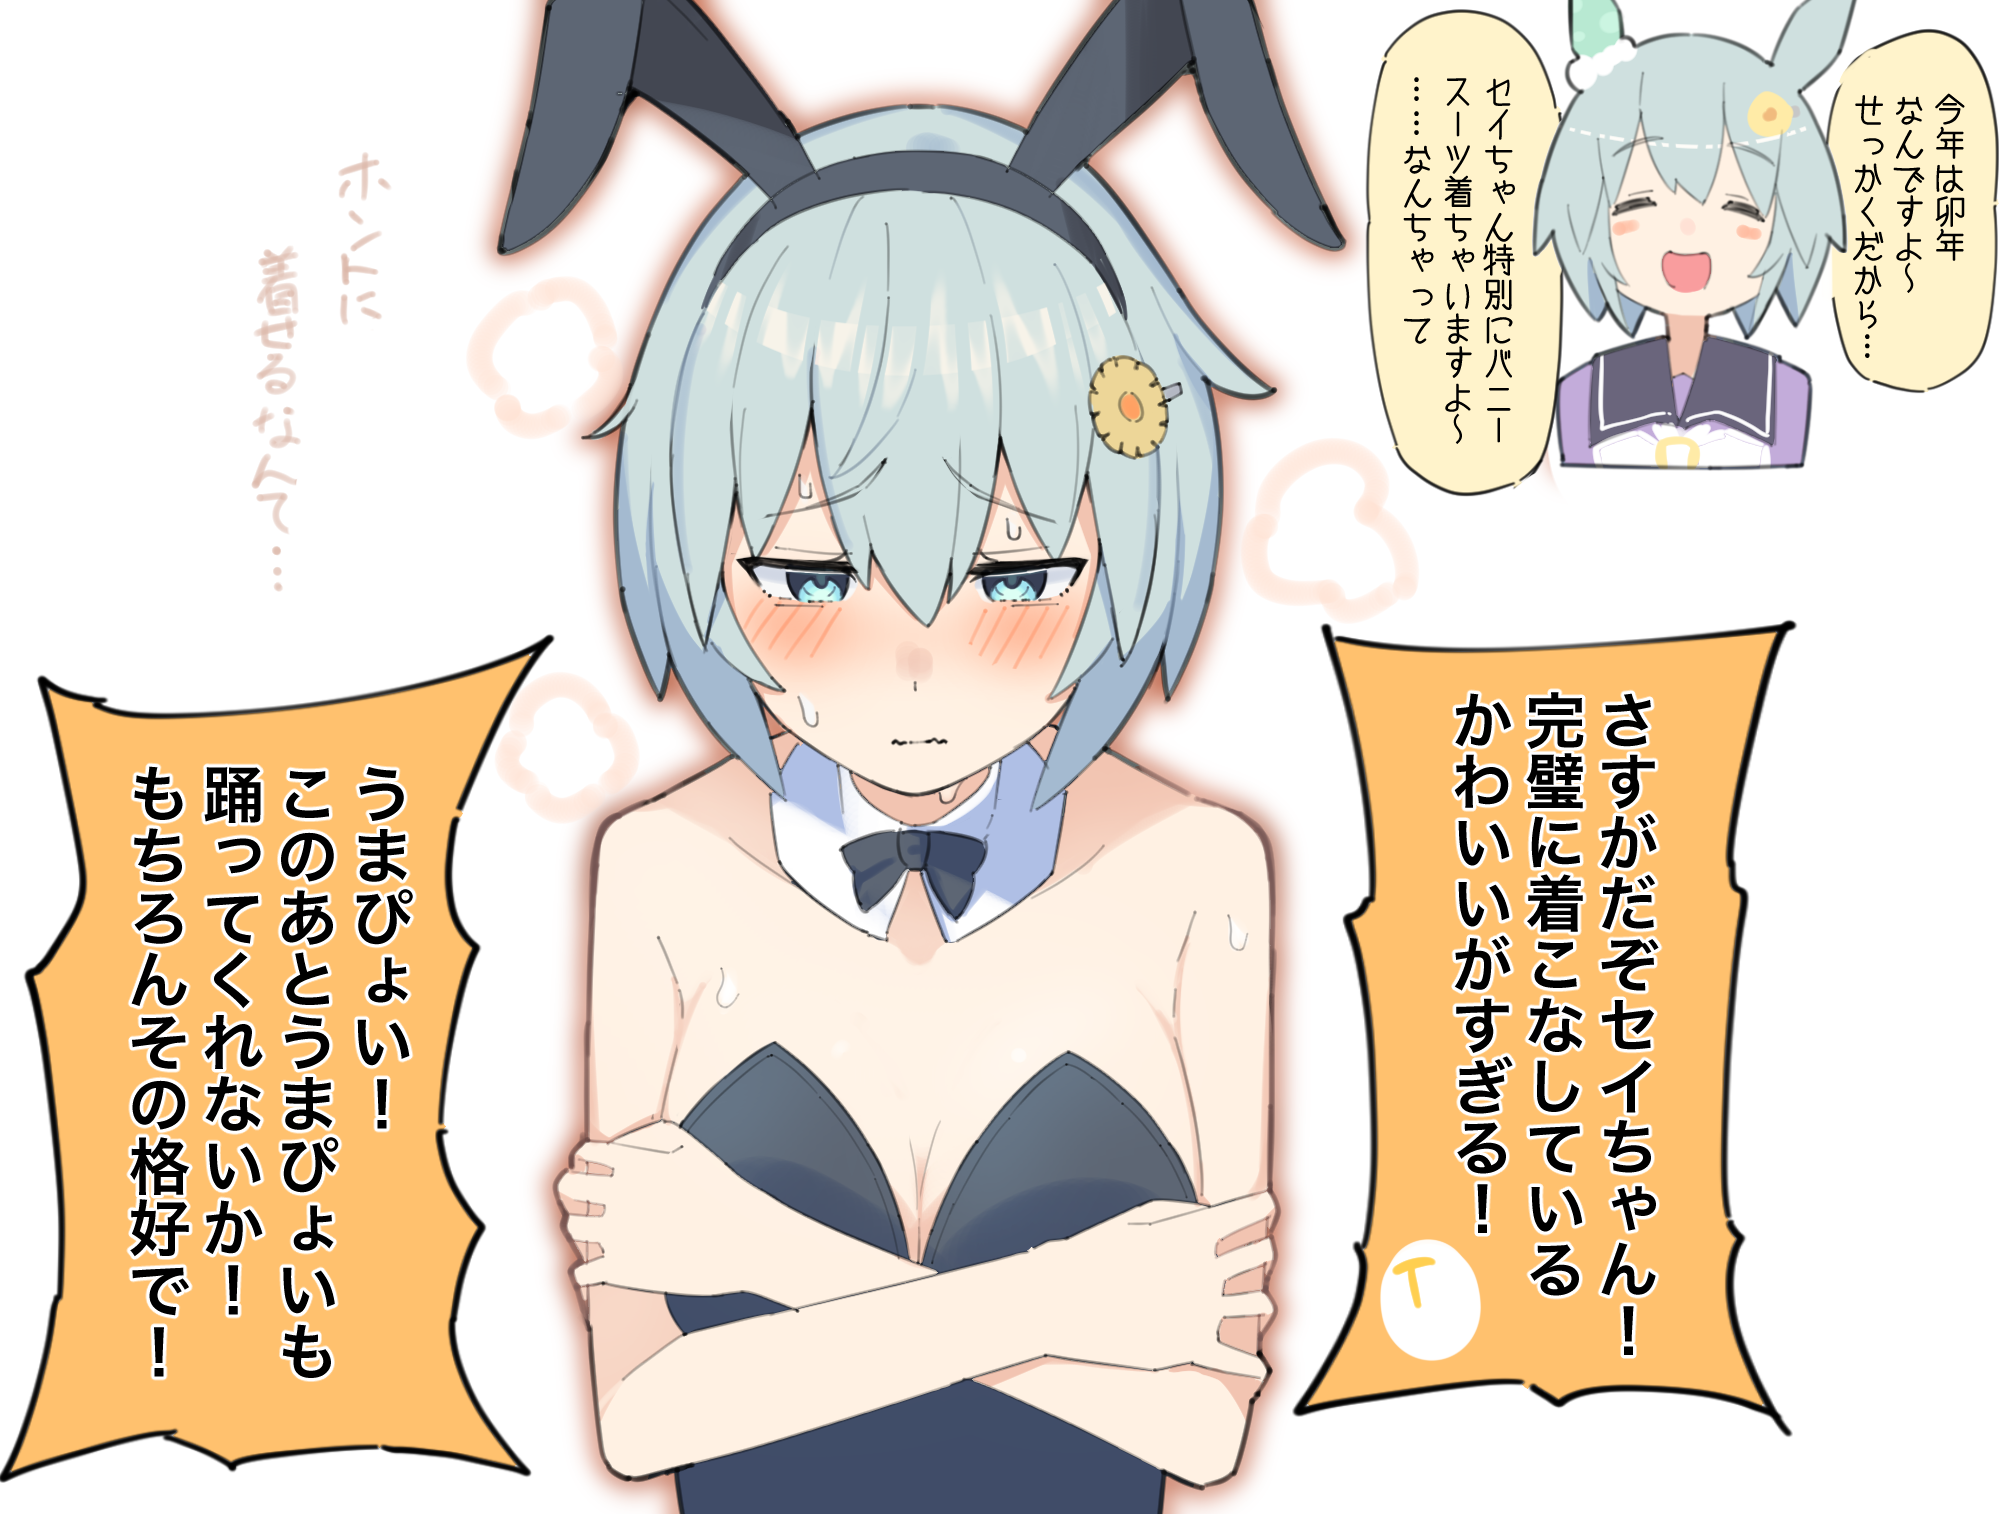 今年は卯年
なんですよ～
せっかくだから…
セイちゃん特別にバニー
スーツ着ちゃいますよ～
……なんちゃって
さすがだぞセイちゃん！
完璧に着こなしている
かわいいがすぎる！
T
ホントに
着せるなんて…
うまぴょい！
このあとうまぴょいも
踊ってくれないか！
もちろんその格好で！